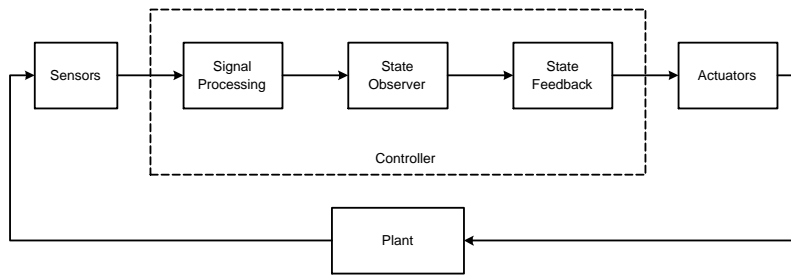 Sensors
Signal
Processing
State
Observer
State
Feedback
Actuators
Controller
Plant